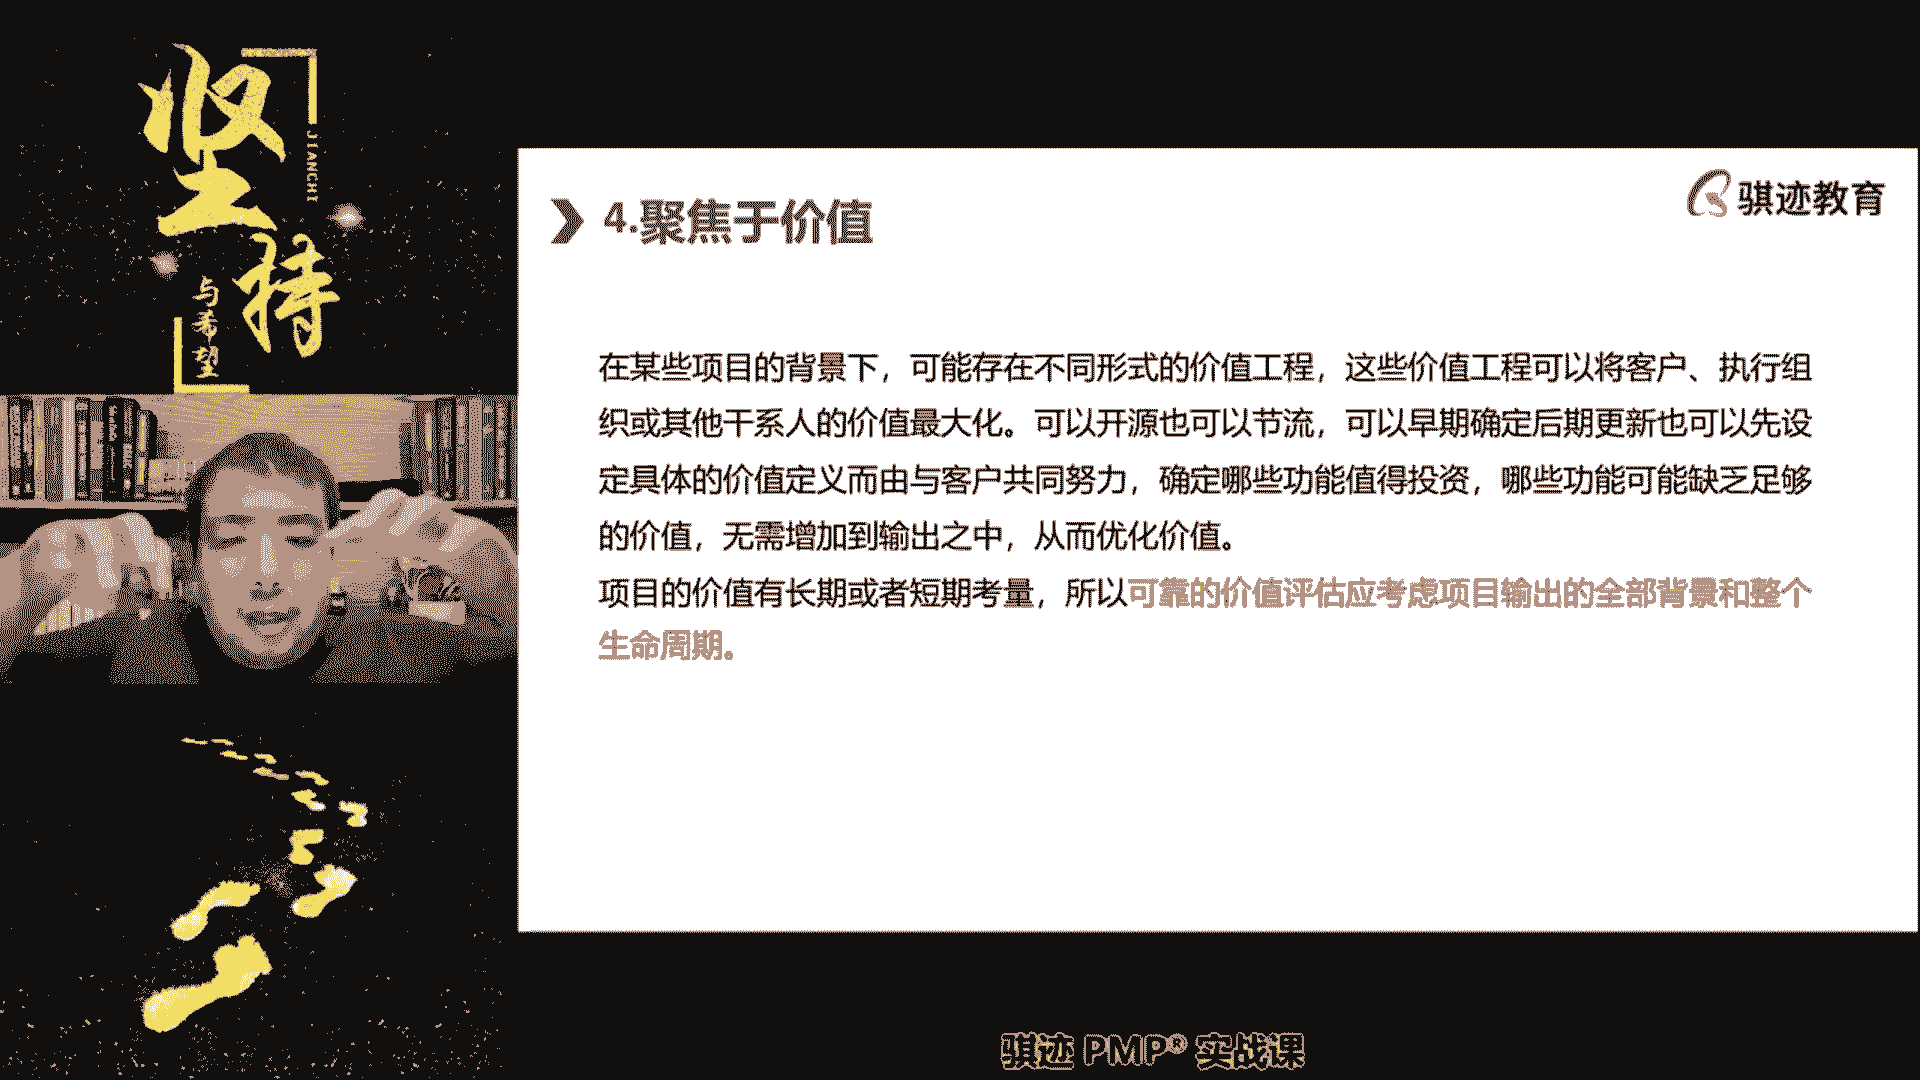 坚持
JIANCHI
与希望
骐迹教育
4.聚焦于价值
在某些项目的背景下，可能存在不同形式的价值工程，这些价值工程可以将客户、执行组
织或其他干系人的价值最大化。可以开源也可以节流，可以早期确定后期更新也可以先设
定具体的价值定义而由与客户共同努力，确定哪些功能值得投资，哪些功能可能缺乏足够
的价值，无需增加到输出之中，从而优化价值。
项目的价值有长期或者短期考量，所以可靠的价值评估应考虑项目输出的全部背景和整个
生命周期。
骐迹 PMP® 实战课